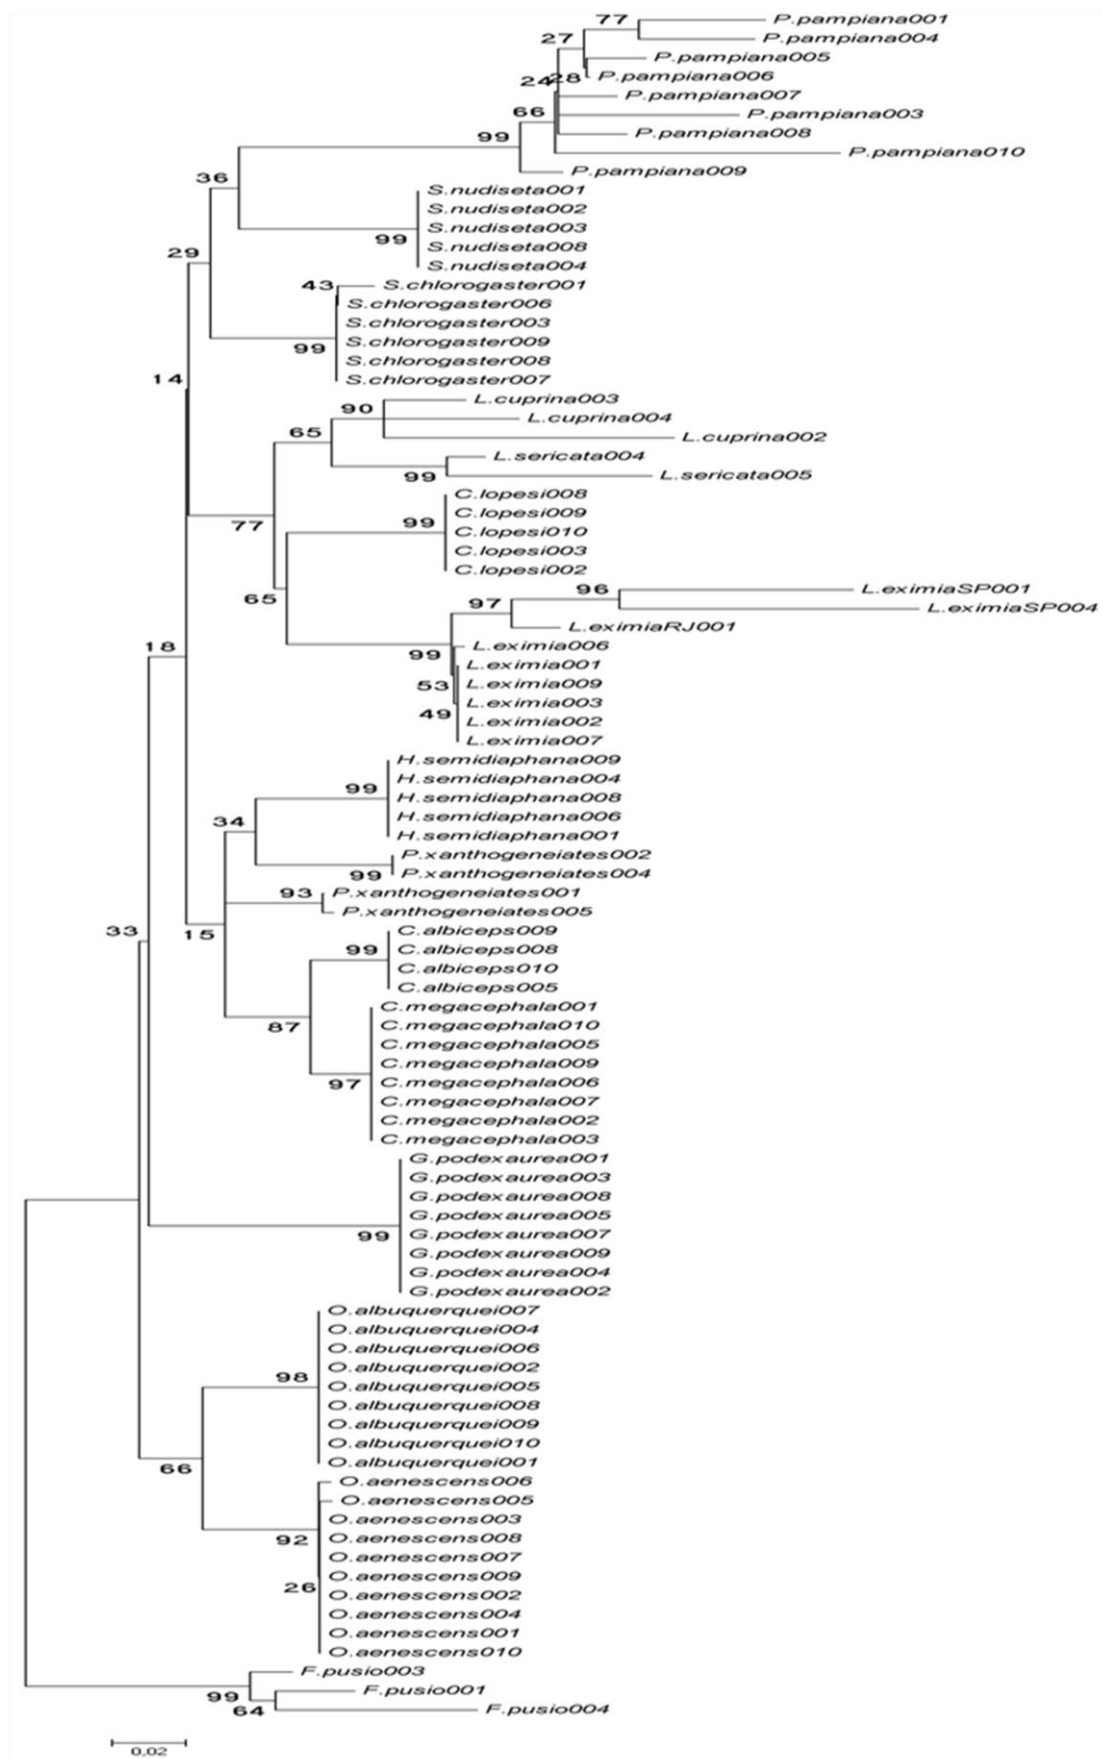 77
P.pampiana001
P.pampiana004
27
P.pampiana005
2428
P.pampiana006
P.pampiana007
66
P.pampiana003
P.pampiana008
99
P.pampiana010
P.pampiana009
36
S.nudiseta001
S.nudiseta002
S.nudiseta003
99
S.nudiseta008
S.nudiseta004
29
43
S.chlorogaster001
S.chlorogaster006
S.chlorogaster003
S.chlorogaster009
99
S.chlorogaster008
S.chlorogaster007
14
L.cuprina003
90
L.cuprina004
65
L.cuprina002
L.sericata004
99
L.sericata005
C.lopesi008
C.lopesi009
99
C.lopesi010
77
C.lopesi003
C.lopesi002
65
96
L.eximiaSP001
97
L.eximiaSP004
L.eximiaRJ001
18
99
L.eximia006
L.eximia001
53
L.eximia009
L.eximia003
49
L.eximia002
L.eximia007
H.semidiaphana009
H.semidiaphana004
99
H.semidiaphana008
H.semidiaphana006
34
H.semidiaphana001
P.xanthogeneiates002
99
P.xanthogeneiates004
93
P.xanthogeneiates001
P.xanthogeneiates005
33
15
C.albiceps009
99
C.albiceps008
C.albiceps010
C.albiceps005
C.megacephala001
87
C.megacephala010
C.megacephala005
C.megacephala009
97
C.megacephala006
C.megacephala007
C.megacephala002
C.megacephala003
G.podexaurea001
G.podexaurea003
G.podexaurea008
G.podexaurea005
99
G.podexaurea007
G.podexaurea009
G.podexaurea004
G.podexaurea002
O.albuquerquei007
O.albuquerquei004
O.albuquerquei006
O.albuquerquei002
98
O.albuquerquei005
O.albuquerquei008
O.albuquerquei009
O.albuquerquei010
66
O.albuquerquei001
O.aenescens006
O.aenescens005
O.aenescens003
92
O.aenescens008
O.aenescens007
O.aenescens009
26
O.aenescens002
O.aenescens004
O.aenescens001
O.aenescens010
F.pusio003
99
F.pusio001
64
F.pusio004
0,02